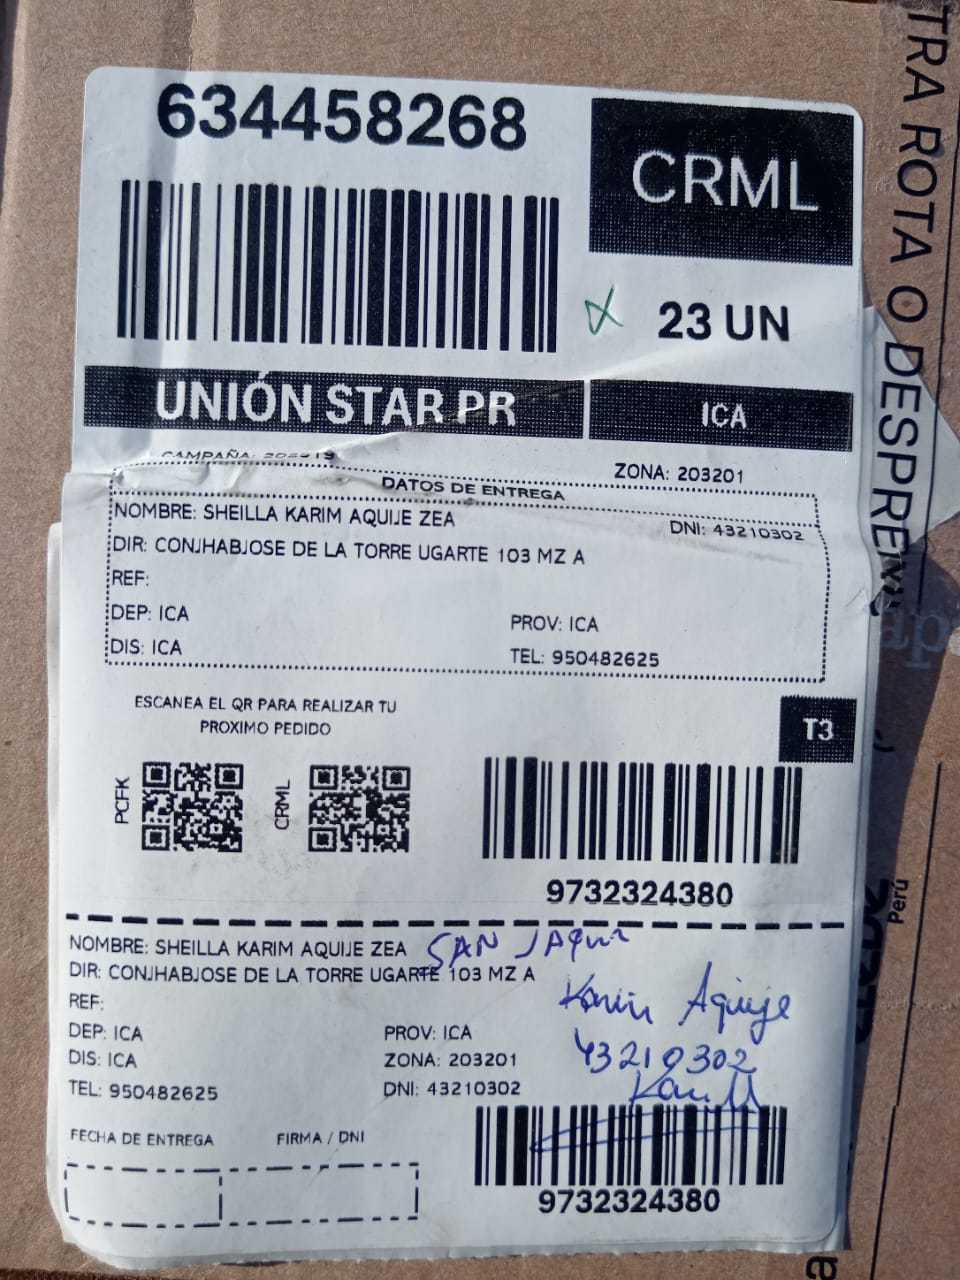 634458268
CRML
23 UN
UNIÓN STAR PR
ICA
CAMPAÑA:
ZONA: 203201
DATOS DE ENTREGA
NOMBRE: SHEILLA KARIM AQUIJE ZEA
DNI: 43210302
DIR: CONJHABJOSE DE LA TORRE UGARTE 103 MZ A
REF:
DEP: ICA
PROV: ICA
DIS: ICA
TEL: 950482625
ESCANEA EL QR PARA REALIZAR TU
PROXIMO PEDIDO
T3
PCFK
CRML
9732324380
NOMBRE: SHEILLA KARIM AQUIJE ZEA
SAN
DIR: CONJHABJOSE DE LA TORRE UGARTE 103 MZ A
REF:
Karin Aquije
DEP: ICA
PROV: ICA
43210302
DIS: ICA
ZONA: 203201
TEL: 950482625
DNI: 43210302
FECHA DE ENTREGA
FIRMA / DNI
9732324380
TRA ROTA O DESPRE
Perú